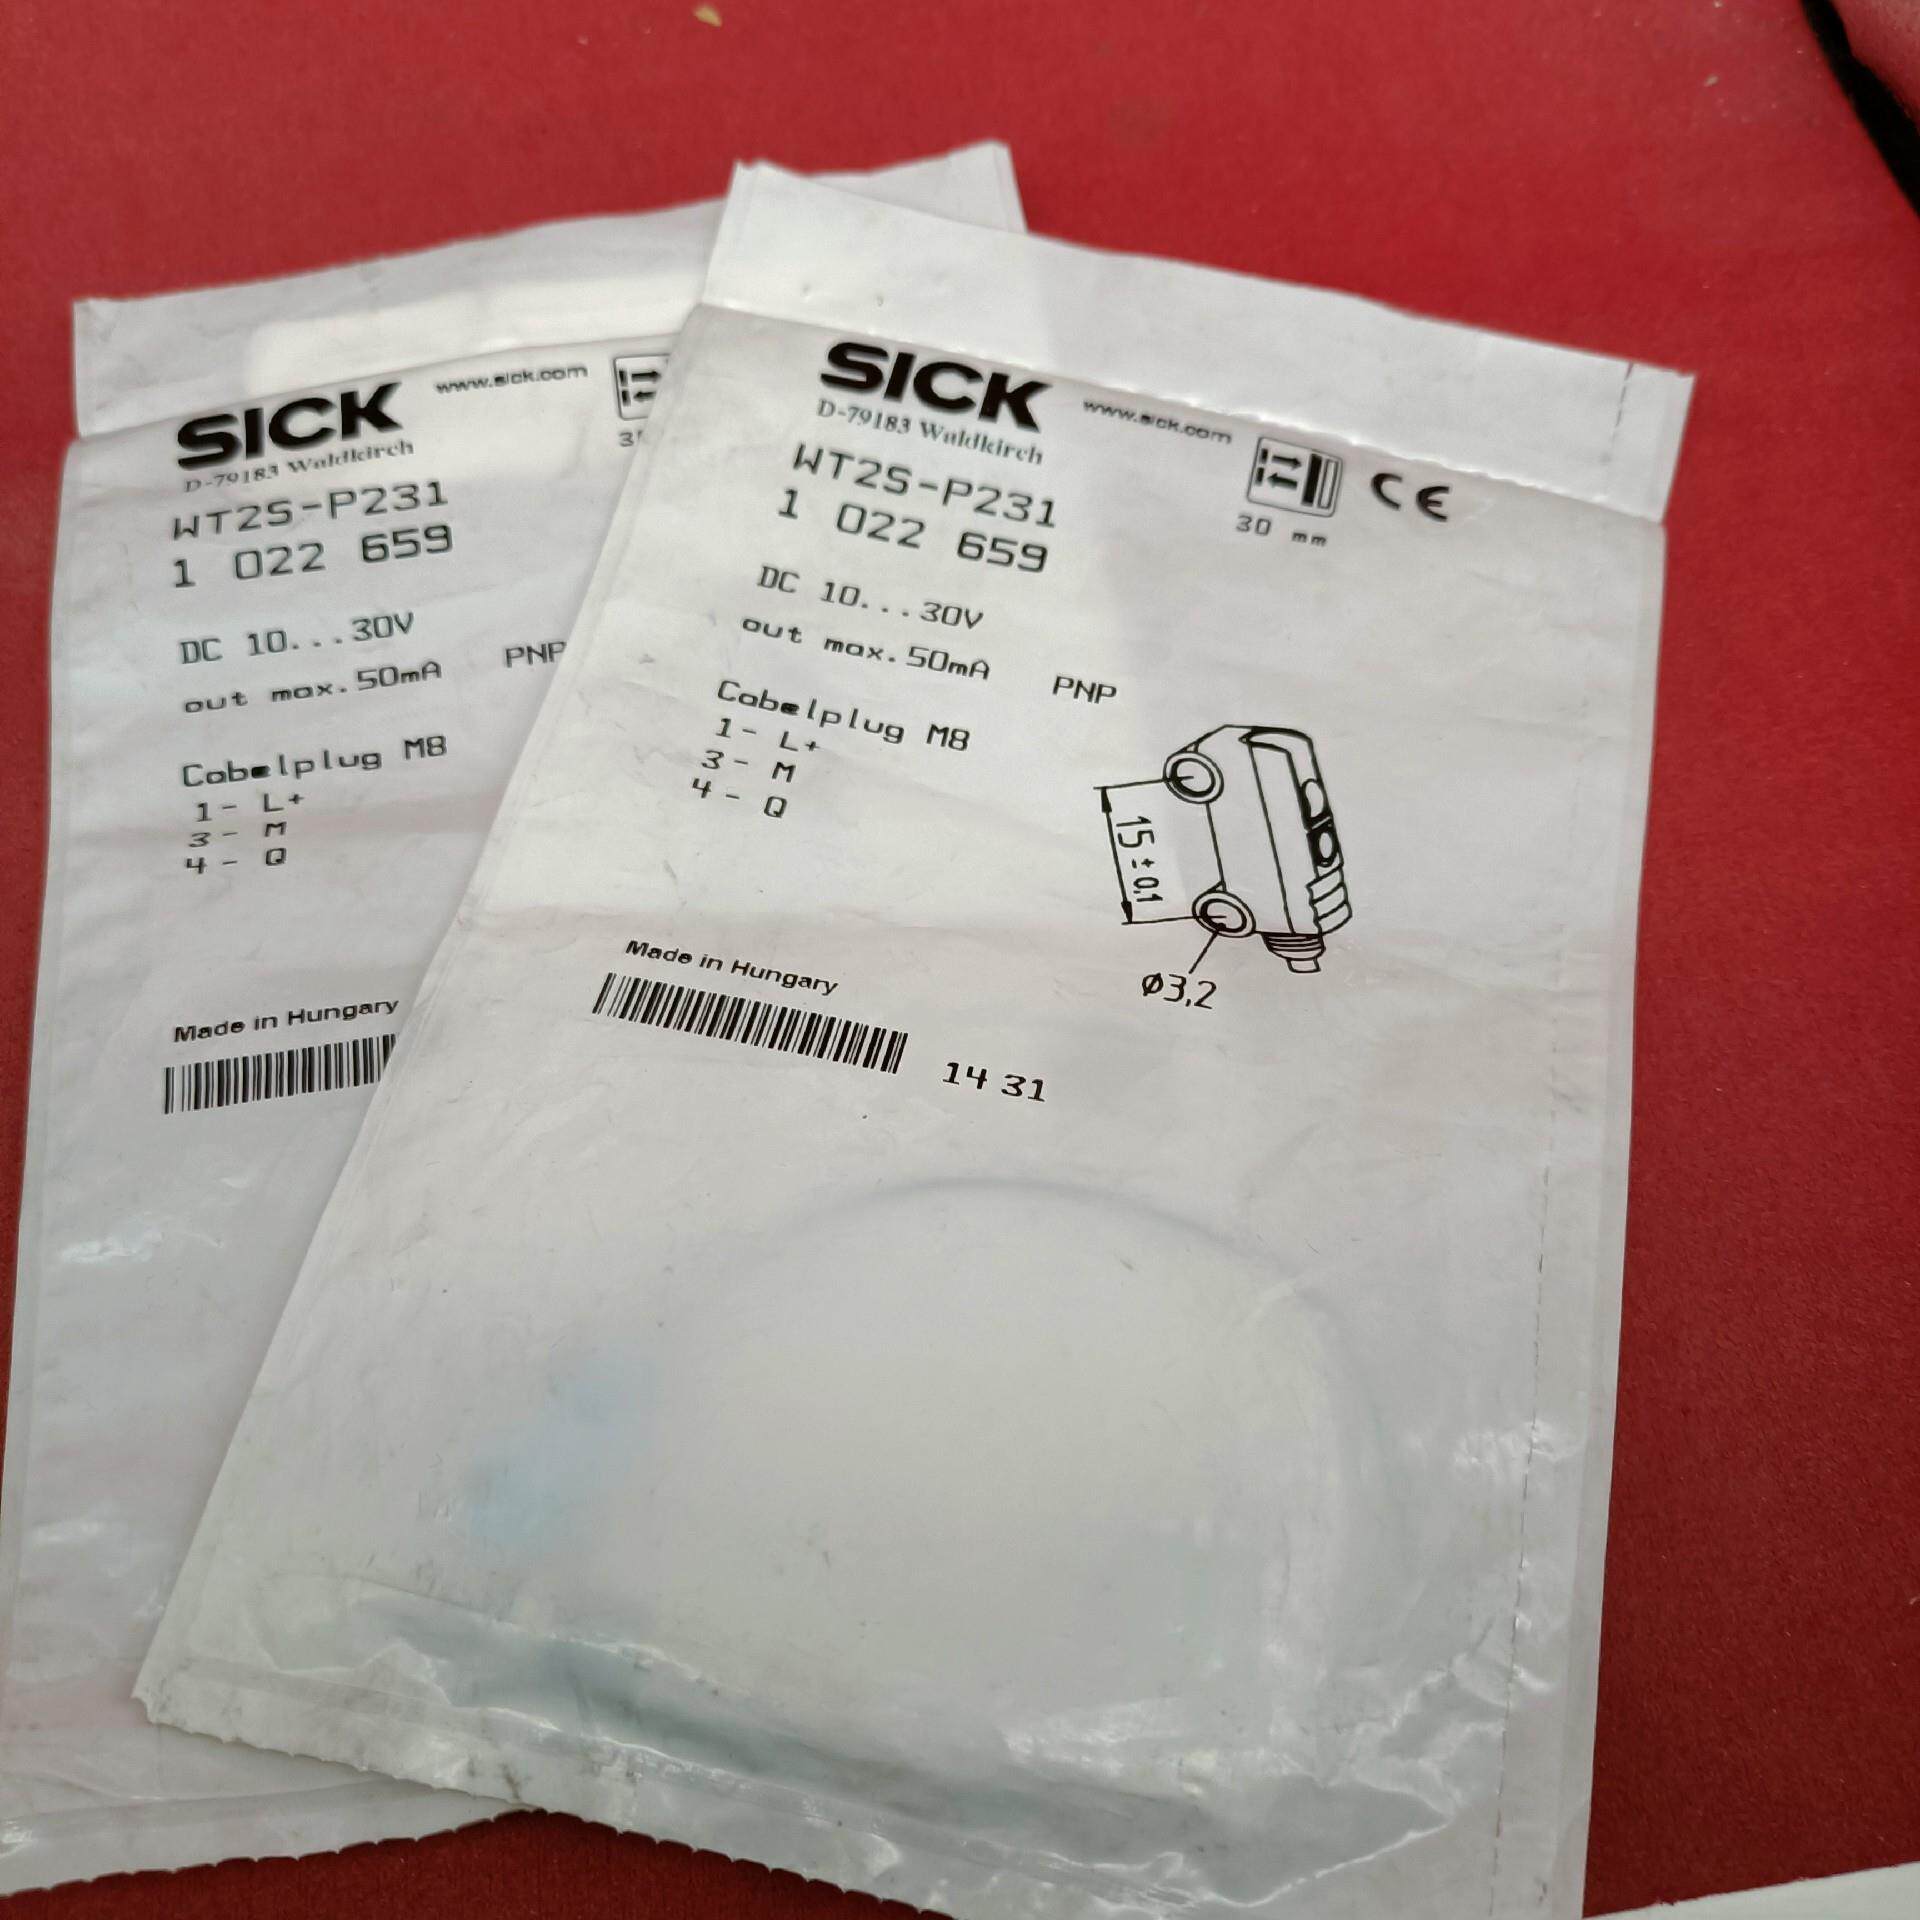 SICK
www.sick.com
D-79183 Waldkirch
WT2S-P231
1 022 659
DC 10...30V
out max.50mA PNP
Cabelplug M8
1- L+
3- M
4- Q
Made in Hungary
SICK
www.sick.com
D-79183 Waldkirch
WT2S-P231
1 022 659
30 mm
CE
DC 10...30V
out max.50mA PNP
Cabelplug M8
1- L+
3- M
4- Q
15±0,1
Ø3,2
Made in Hungary
14 31